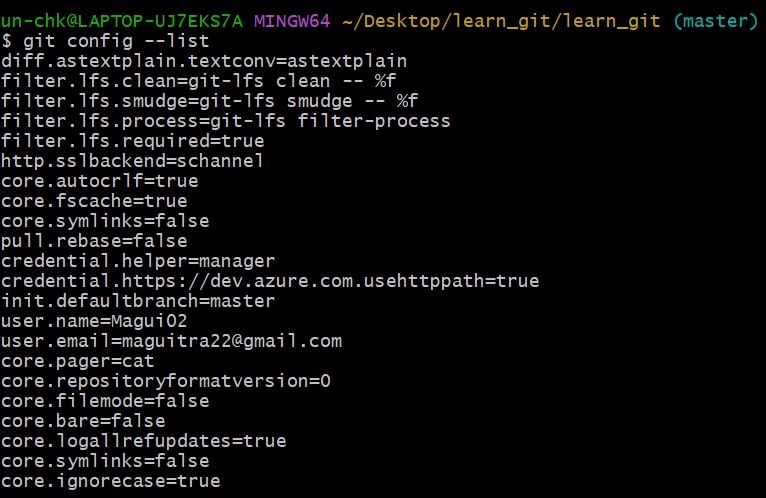 un-chk@LAPTOP-UJ7EKS7A MINGW64 ~/Desktop/learn_git/learn_git (master)
$ git config --list
diff.astextplain.textconv=astextplain
filter.lfs.clean=git-lfs clean -- %f
filter.lfs.smudge=git-lfs smudge -- %f
filter.lfs.process=git-lfs filter-process
filter.lfs.required=true
http.sslbackend=schannel
core.autocrlf=true
core.fscache=true
core.symlinks=false
pull.rebase=false
credential.helper=manager
credential.https://dev.azure.com.usehttppath=true
init.defaultbranch=master
user.name=Magui02
user.email=maguitra22@gmail.com
core.pager=cat
core.repositoryformatversion=0
core.filemode=false
core.bare=false
core.logallrefupdates=true
core.symlinks=false
core.ignorecase=true